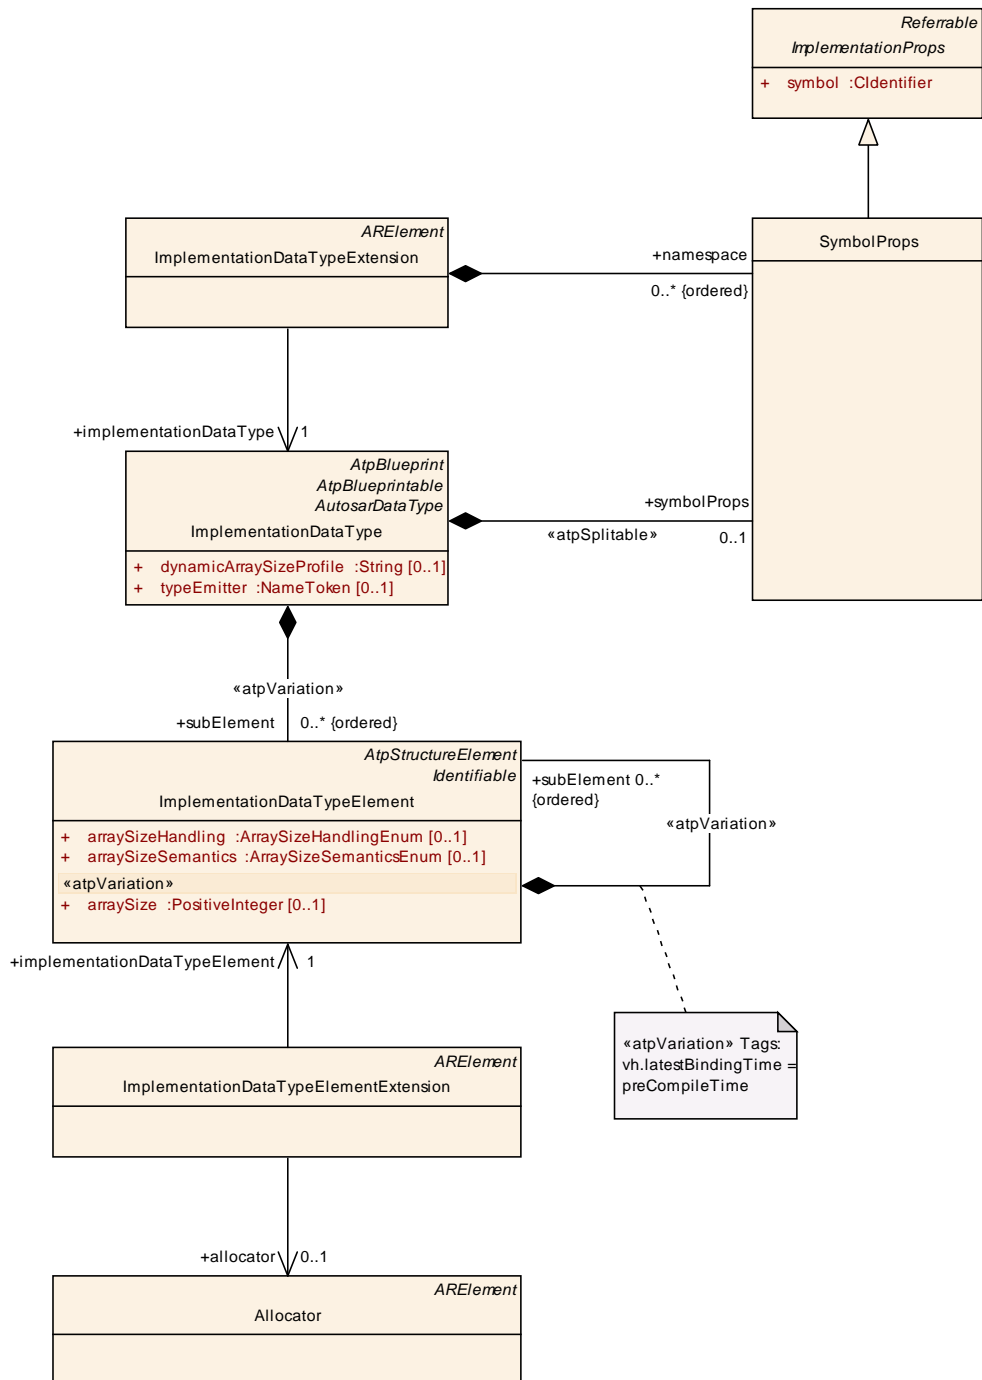 Referrable
ImplementationProps
+ symbol :CIdentifier
ARElement
ImplementationDataTypeExtension
SymbolProps
+namespace
0..* {ordered}
+implementationDataType 1
AtpBlueprint
AtpBlueprintable
AutosarDataType
ImplementationDataType
+ dynamicArraySizeProfile :String [0..1]
+ typeEmitter :NameToken [0..1]
+symbolProps
«atpSplitable» 0..1
«atpVariation»
+subElement 0..* {ordered}
AtpStructureElement
Identifiable
ImplementationDataTypeElement
+ arraySizeHandling :ArraySizeHandlingEnum [0..1]
+ arraySizeSemantics :ArraySizeSemanticsEnum [0..1]
«atpVariation»
+ arraySize :PositiveInteger [0..1]
+subElement 0..*
{ordered}
«atpVariation»
+implementationDataTypeElement 1
«atpVariation» Tags:
vh.latestBindingTime =
preCompileTime
ARElement
ImplementationDataTypeElementExtension
+allocator 0..1
ARElement
Allocator